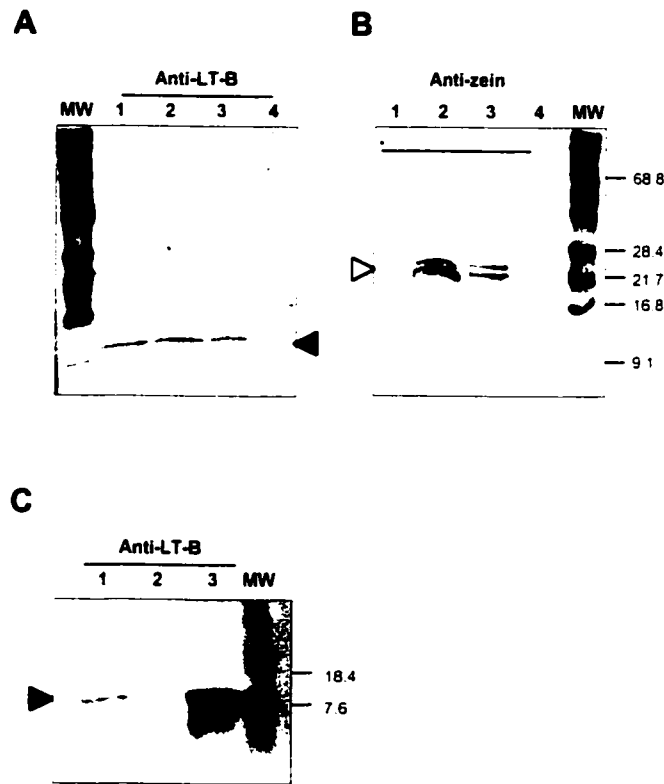 A
Anti-LT-B
MW 1 2 3 4
B
Anti-zein
1 2 3 4 MW
68.8
28.4
21.7
16.8
9.1
C
Anti-LT-B
1 2 3 MW
18.4
7.6